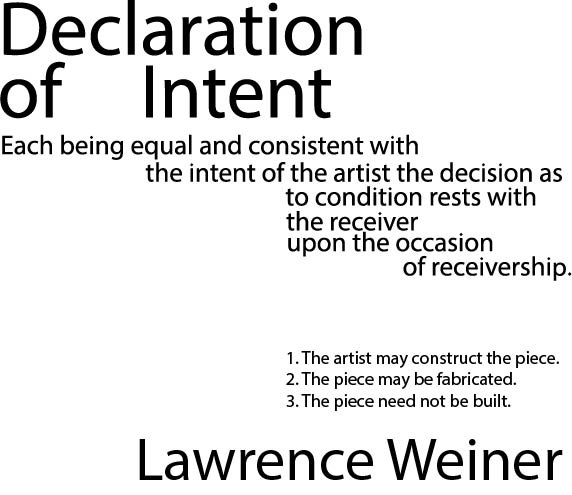 Declaration
of Intent
Each being equal and consistent with
the intent of the artist the decision as
to condition rests with
the receiver
upon the occasion
of receivership.
1. The artist may construct the piece.
2. The piece may be fabricated.
3. The piece need not be built.
Lawrence Weiner